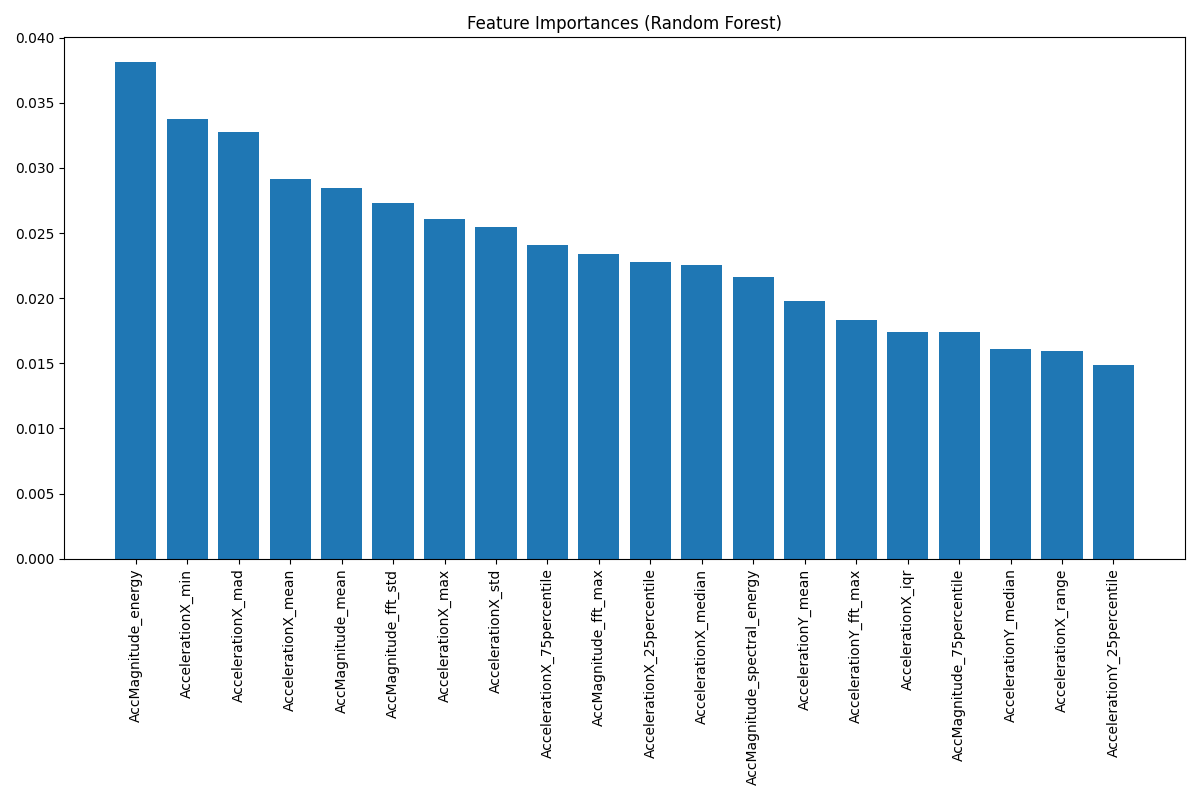 Feature Importances (Random Forest)
0.040
0.035
0.030
0.025
0.020
0.015
0.010
0.005
0.000
AccMagnitude_energy
AccelerationX_min
AccelerationX_mad
AccelerationX_mean
AccMagnitude_mean
AccMagnitude_fft_std
AccelerationX_max
AccelerationX_std
AccelerationX_75percentile
AccMagnitude_fft_max
AccelerationX_25percentile
AccelerationX_median
AccMagnitude_spectral_energy
AccelerationY_mean
AccelerationY_fft_max
AccelerationX_iqr
AccMagnitude_75percentile
AccelerationY_median
AccelerationX_range
AccelerationY_25percentile